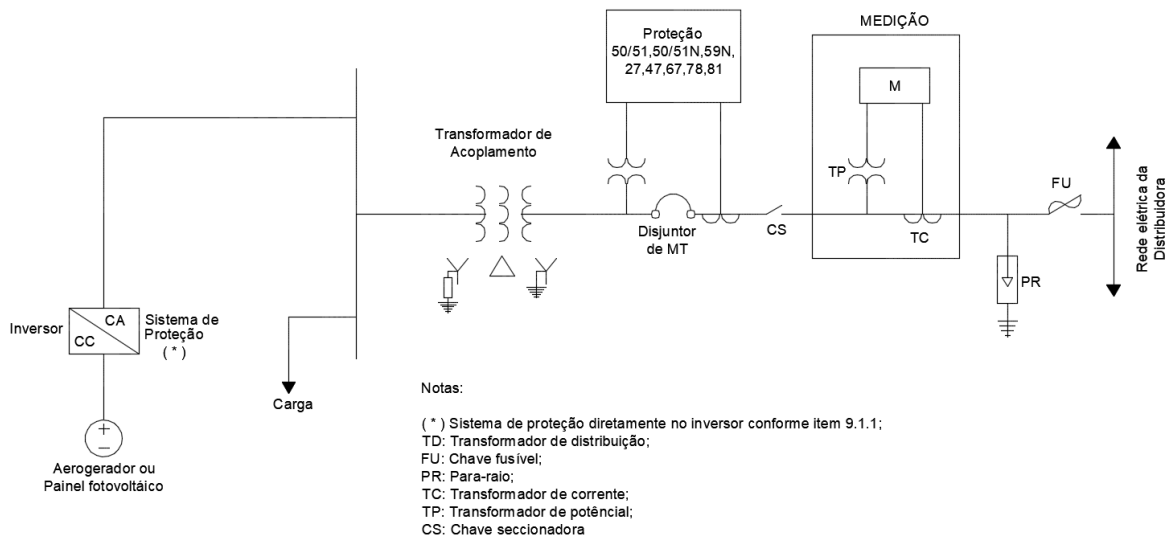 MEDIÇÃO
Proteção
50/51,50/51N,59N,
27,47,67,78,81
M
Transformador de
Acoplamento
TP
FU
Disjuntor
de MT
CS
TC
Rede elétrica da
Distribuidora
PR
Inversor
CA
CC
Sistema de
Proteção
( * )
Carga
+
−
Aerogerador ou
Painel fotovoltáico
Notas:
( * ) Sistema de proteção diretamente no inversor conforme item 9.1.1;
TD: Transformador de distribuição;
FU: Chave fusível;
PR: Para-raio;
TC: Transformador de corrente;
TP: Transformador de potêncial;
CS: Chave seccionadora